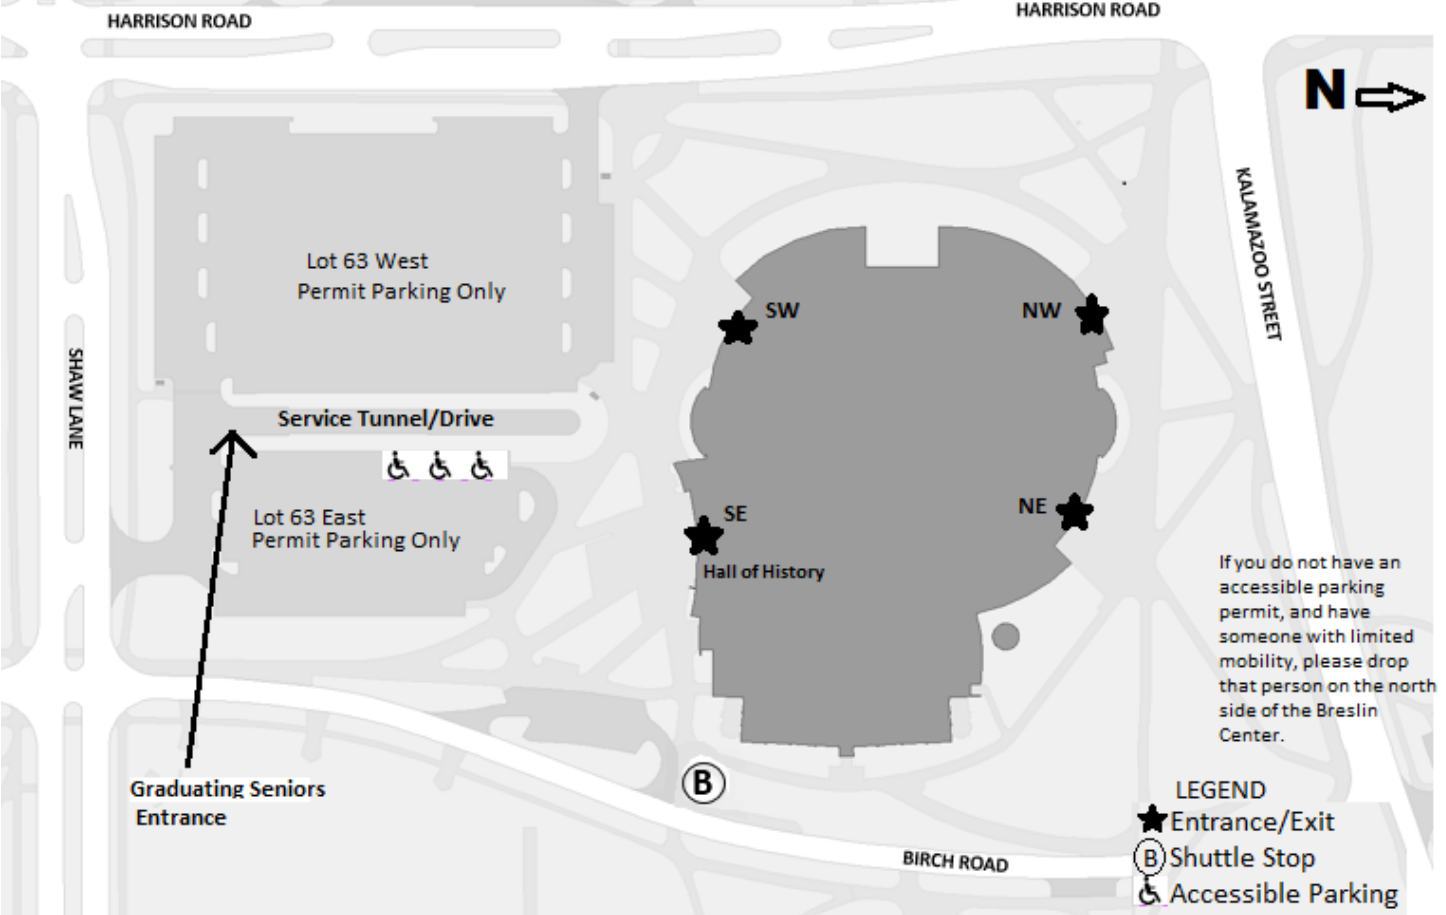 HARRISON ROAD
HARRISON ROAD
N
KALAMAZOO STREET
Lot 63 West
Permit Parking Only
SW
NW
SHAW LANE
Service Tunnel/Drive
Lot 63 East
Permit Parking Only
SE
NE
Hall of History
If you do not have an
accessible parking
permit, and have
someone with limited
mobility, please drop
that person on the north
side of the Breslin
Center.
Graduating Seniors
Entrance
B
BIRCH ROAD
LEGEND
Entrance/Exit
B Shuttle Stop
Accessible Parking